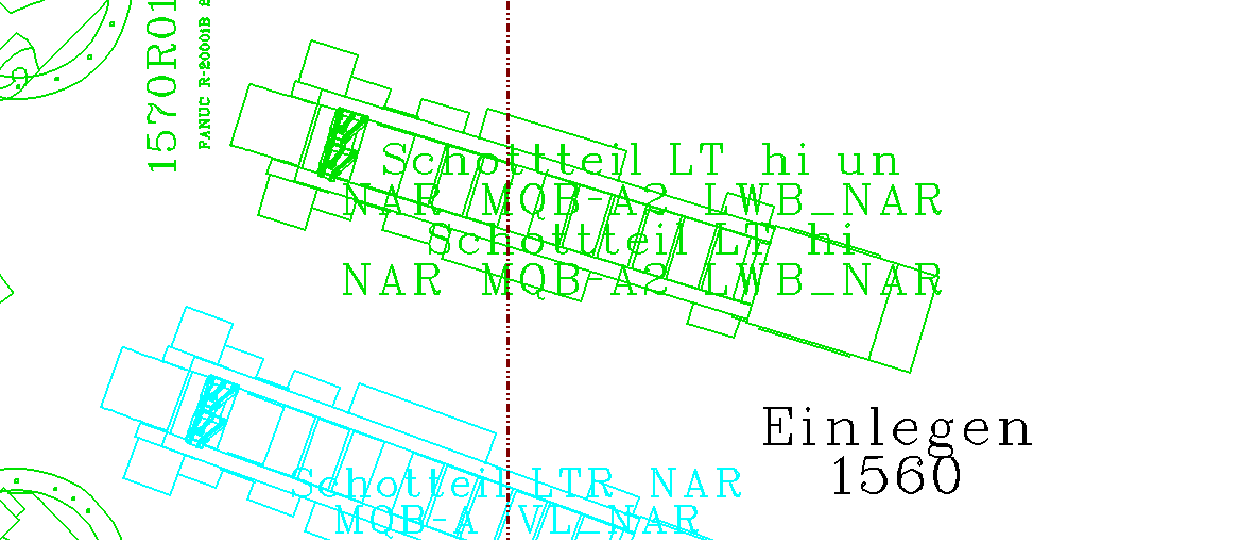 1570R01
FANUC R-2000iB
Schottteil LT hi un
NAR MQB-A2 LWB_NAR
Schottteil LT hi
NAR MQB-A2 LWB_NAR
Einlegen
1560
Schotteil LTR NAR
MQB-A VL_NAR